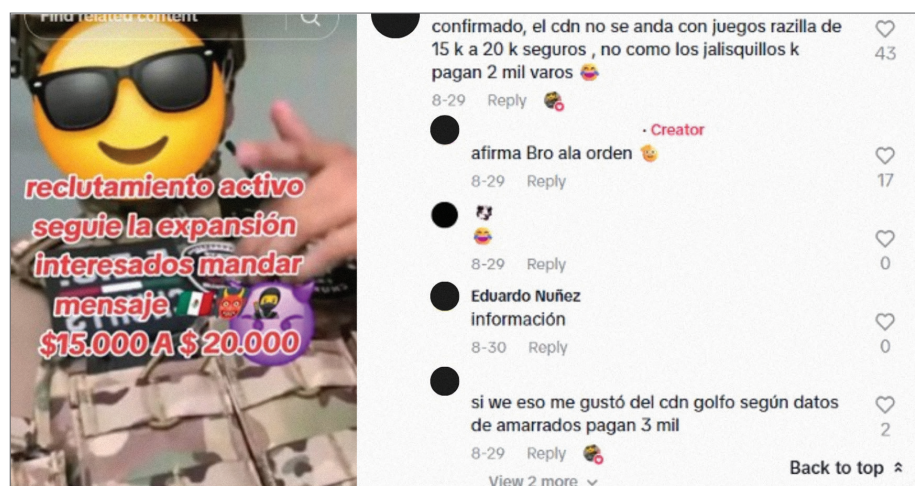 Find related content
reclutamiento activo
seguie la expansión
interesados mandar
mensaje
$15.000 A $ 20.000
confirmado, el cdn no se anda con juegos razilla de
15 k a 20 k seguros , no como los jalisquillos k
pagan 2 mil varos
43
8-29 Reply
· Creator
afirma Bro ala orden
8-29 Reply
17
8-29 Reply
0
Eduardo Nuñez
información
8-30 Reply
0
si we eso me gustó del cdn golfo según datos
de amarrados pagan 3 mil
2
8-29 Reply
View 2 more
Back to top